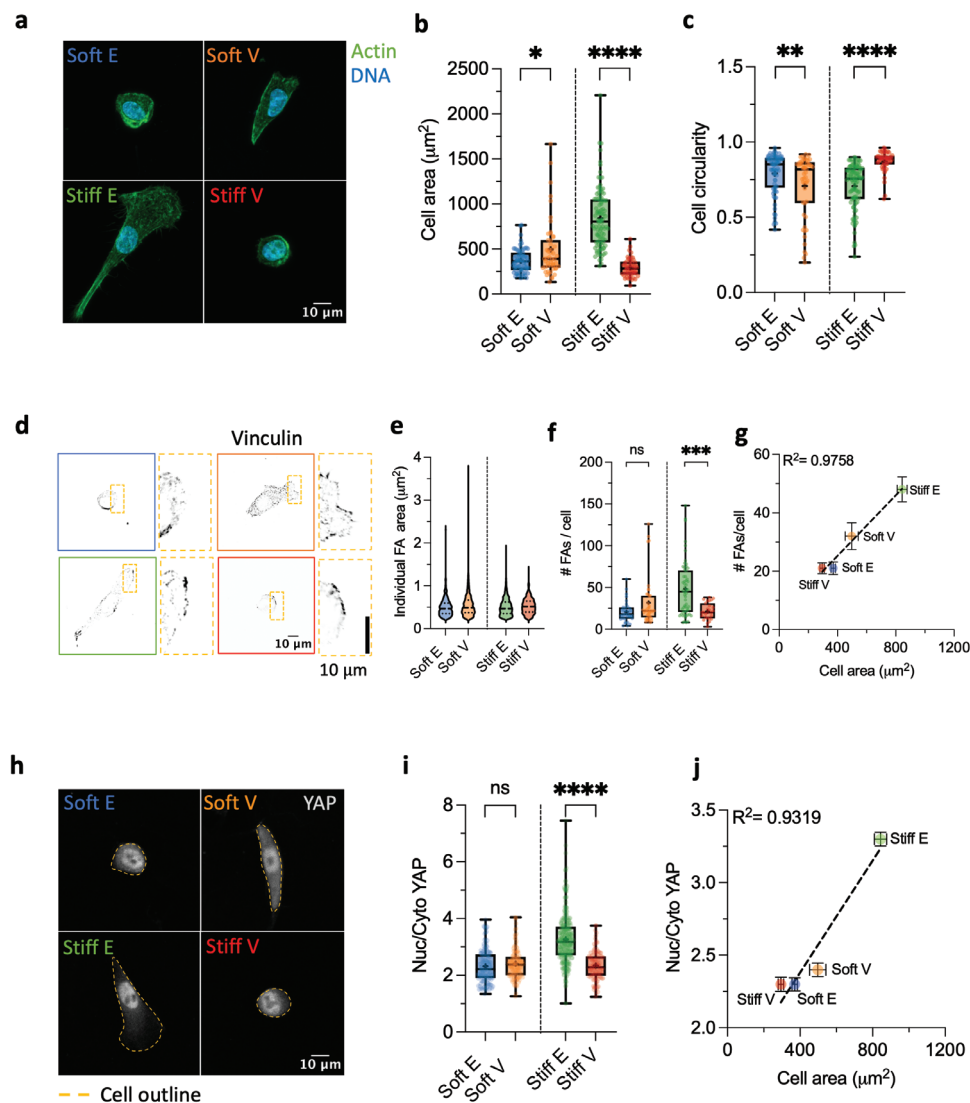 a
Soft E
Soft V
Actin
DNA
Stiff E
Stiff V
10 μm
b
* ****
Cell area (μm²)
2500
2000
1500
1000
500
0
Soft E
Soft V
Stiff E
Stiff V
c
** ****
Cell circularity
1.5
1.0
0.5
0.0
Soft E
Soft V
Stiff E
Stiff V
d
Vinculin
10 μm
10 μm
e
Individual FA area (μm²)
4
3
2
1
0
Soft E
Soft V
Stiff E
Stiff V
f
ns ***
# FAs / cell
200
150
100
50
0
Soft E
Soft V
Stiff E
Stiff V
g
R²= 0.9758
# FAs/cell
60
40
20
0
Stiff E
Soft V
Stiff V
Soft E
0 400 800 1200
Cell area (μm²)
h
Soft E
Soft V
YAP
Stiff E
Stiff V
10 μm
Cell outline
i
ns ****
Nuc/Cyto YAP
8
6
4
2
0
Soft E
Soft V
Stiff E
Stiff V
j
R²= 0.9319
Nuc/Cyto YAP
3.5
3.0
2.5
2.0
Stiff E
Soft V
Stiff V
Soft E
0 400 800 1200
Cell area (μm²)